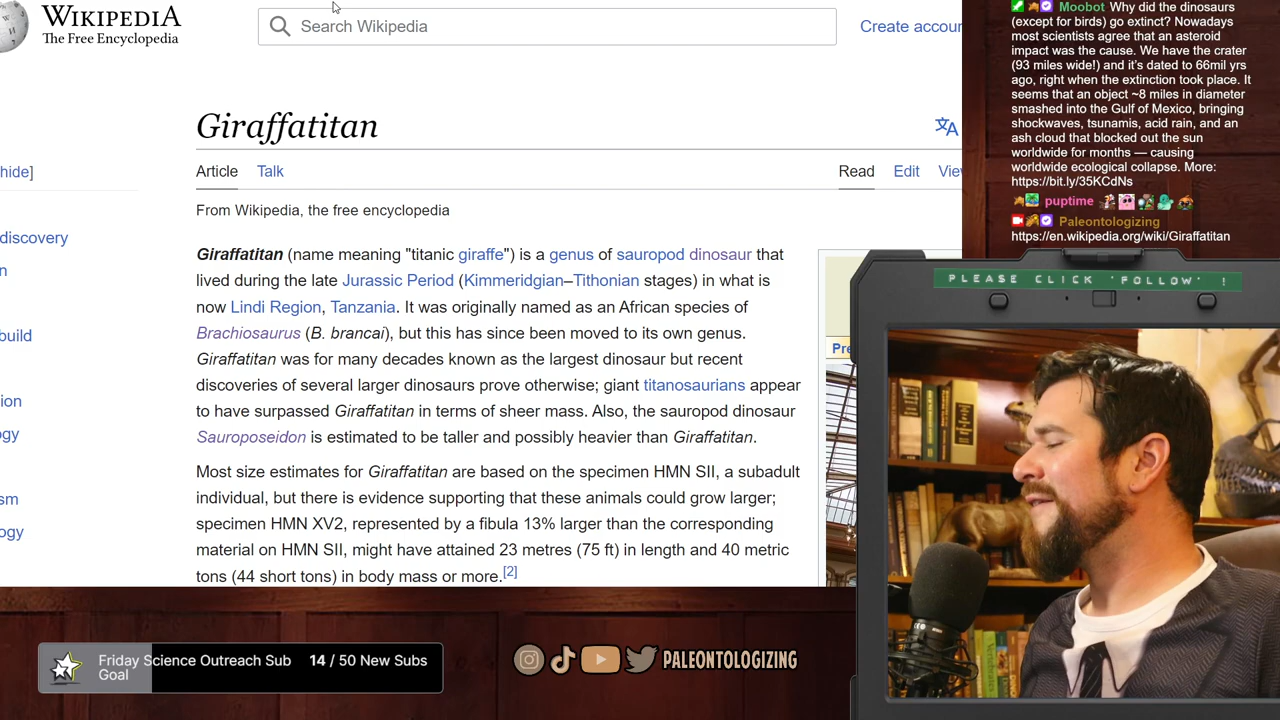 WIKIPEDIA
The Free Encyclopedia
Search Wikipedia
Create accoun
Giraffatitan
hide]
Article Talk Read Edit Vie
From Wikipedia, the free encyclopedia
discovery
n
build
ion
gy
sm
ogy
Giraffatitan (name meaning "titanic giraffe") is a genus of sauropod dinosaur that
lived during the late Jurassic Period (Kimmeridgian–Tithonian stages) in what is
now Lindi Region, Tanzania. It was originally named as an African species of
Brachiosaurus (B. brancai), but this has since been moved to its own genus.
Giraffatitan was for many decades known as the largest dinosaur but recent
discoveries of several larger dinosaurs prove otherwise; giant titanosaurians appear
to have surpassed Giraffatitan in terms of sheer mass. Also, the sauropod dinosaur
Sauroposeidon is estimated to be taller and possibly heavier than Giraffatitan.
Most size estimates for Giraffatitan are based on the specimen HMN SII, a subadult
individual, but there is evidence supporting that these animals could grow larger;
specimen HMN XV2, represented by a fibula 13% larger than the corresponding
material on HMN SII, might have attained 23 metres (75 ft) in length and 40 metric
tons (44 short tons) in body mass or more.[2]
Pre
Moobot Why did the dinosaurs
(except for birds) go extinct? Nowadays
most scientists agree that an asteroid
impact was the cause. We have the crater
(93 miles wide!) and it's dated to 66mil yrs
ago, right when the extinction took place. It
seems that an object ~8 miles in diameter
smashed into the Gulf of Mexico, bringing
shockwaves, tsunamis, acid rain, and an
ash cloud that blocked out the sun
worldwide for months — causing
worldwide ecological collapse. More:
https://bit.ly/35KCdNs
puptime
Paleontologizing
https://en.wikipedia.org/wiki/Giraffatitan
PLEASE CLICK 'FOLLOW' !
Friday Science Outreach Sub 14 / 50 New Subs
Goal
PALEONTOLOGIZING